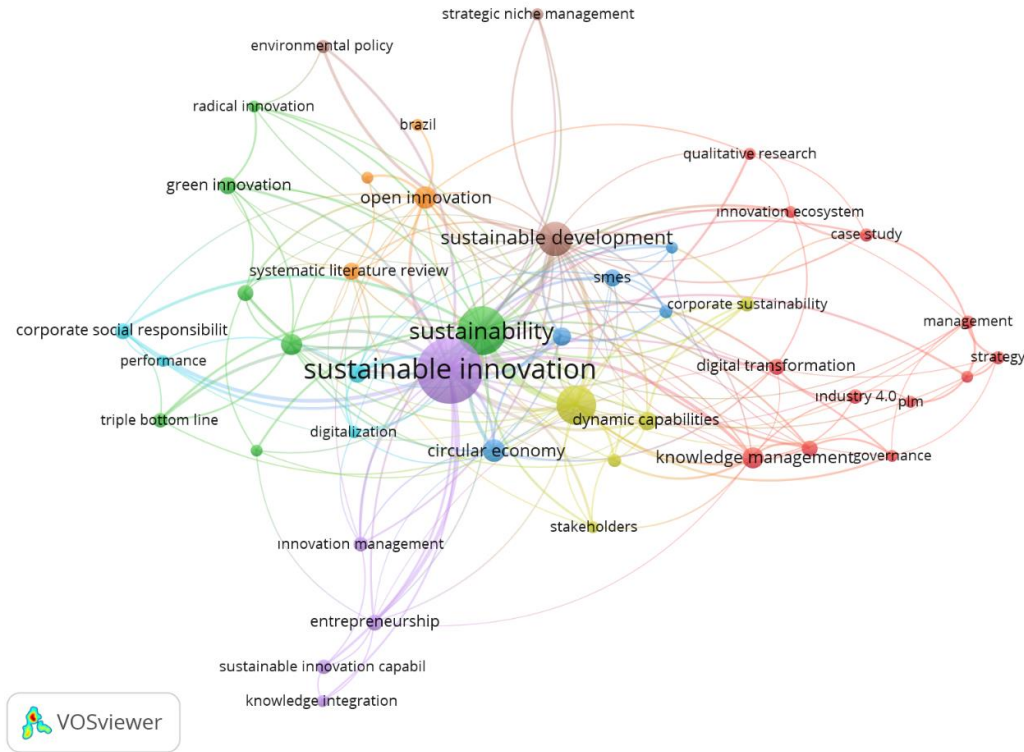 strategic niche management
environmental policy
radical innovation
brazil
qualitative research
green innovation
open innovation
innovation ecosystem
case study
sustainable development
systematic literature review
smes
corporate sustainability
management
corporate social responsibilit
sustainability
performance
sustainable innovation
digital transformation
strategy
industry 4.0
plm
triple bottom line
dynamic capabilities
digitalization
circular economy
knowledge management
governance
stakeholders
innovation management
entrepreneurship
sustainable innovation capabil
knowledge integration
VOSviewer